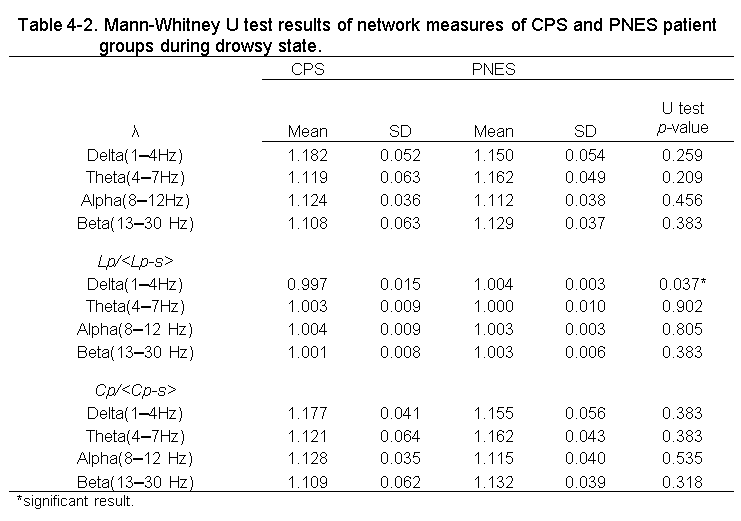 Table 4-2. Mann-Whitney U test results of network measures of CPS and PNES patient
groups during drowsy state.
CPS PNES
λ Mean SD Mean SD U test p-value
Delta(1–4Hz) 1.182 0.052 1.150 0.054 0.259
Theta(4–7Hz) 1.119 0.063 1.162 0.049 0.209
Alpha(8–12Hz) 1.124 0.036 1.112 0.038 0.456
Beta(13–30 Hz) 1.108 0.063 1.129 0.037 0.383
Lp/<Lp-s>
Delta(1–4Hz) 0.997 0.015 1.004 0.003 0.037*
Theta(4–7Hz) 1.003 0.009 1.000 0.010 0.902
Alpha(8–12 Hz) 1.004 0.009 1.003 0.003 0.805
Beta(13–30 Hz) 1.001 0.008 1.003 0.006 0.383
Cp/<Cp-s>
Delta(1–4Hz) 1.177 0.041 1.155 0.056 0.383
Theta(4–7Hz) 1.121 0.064 1.162 0.043 0.383
Alpha(8–12 Hz) 1.128 0.035 1.115 0.040 0.535
Beta(13–30 Hz) 1.109 0.062 1.132 0.039 0.318
*significant result.